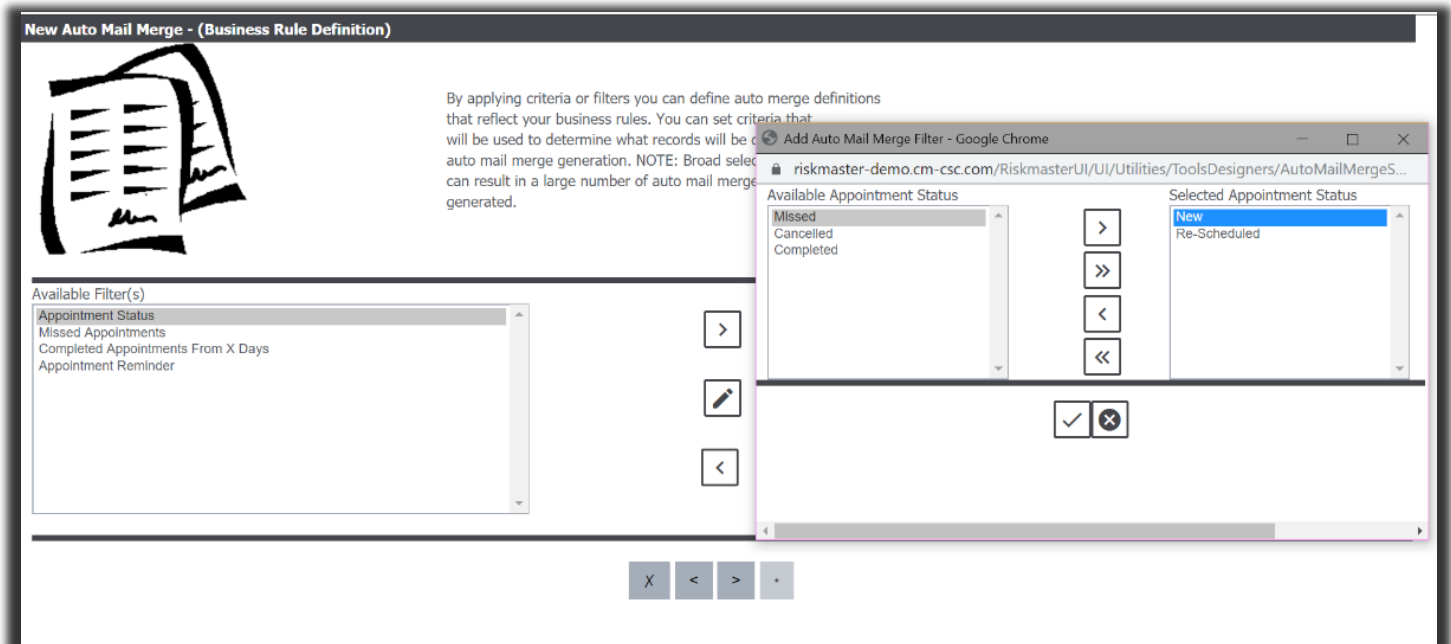 New Auto Mail Merge - (Business Rule Definition)
By applying criteria or filters you can define auto merge definitions
that reflect your business rules. You can set criteria that
will be used to determine what records will be
auto mail merge generation. NOTE: Broad
can result in a large number of auto mail merge
generated.
Available Filter(s)
Appointment Status
Missed Appointments
Completed Appointments From X Days
Appointment Reminder
>
<
X < > •
Add Auto Mail Merge Filter - Google Chrome
riskmaster-demo.cm-csc.com/RiskmasterUI/UI/Utilities/ToolsDesigners/AutoMailMergeS...
Available Appointment Status
Missed
Cancelled
Completed
>
»
<
«
Selected Appointment Status
New
Re-Scheduled